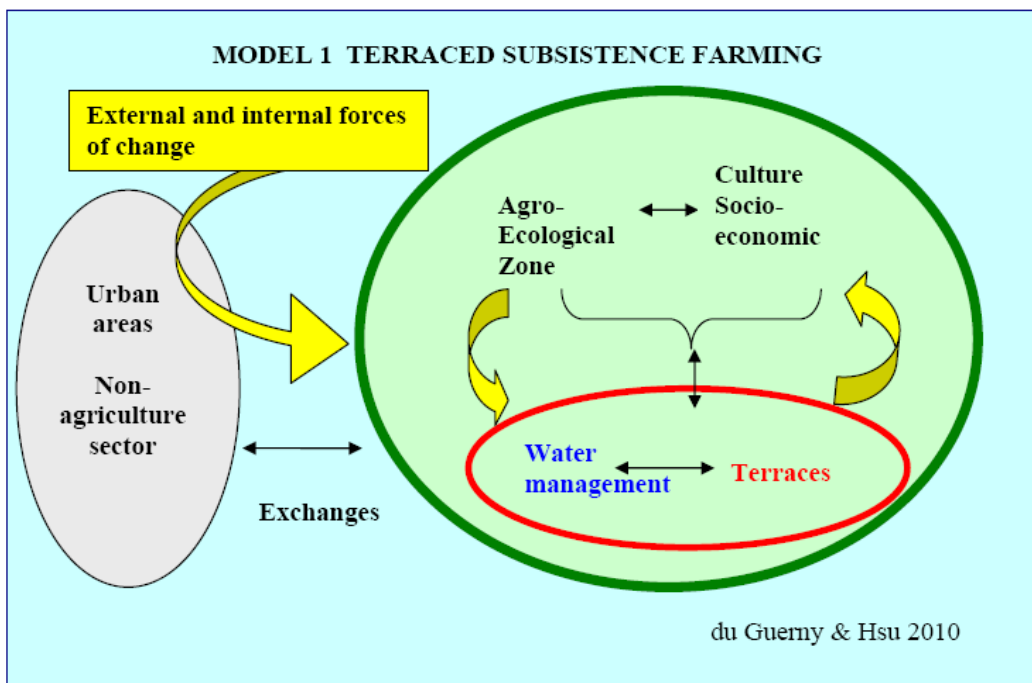 MODEL 1 TERRACED SUBSISTENCE FARMING
External and internal forces
of change
Urban
areas
Non-
agriculture
sector
Exchanges
Agro-
Ecological
Zone
Culture
Socio-
economic
Water
management
Terraces
du Guerny & Hsu 2010